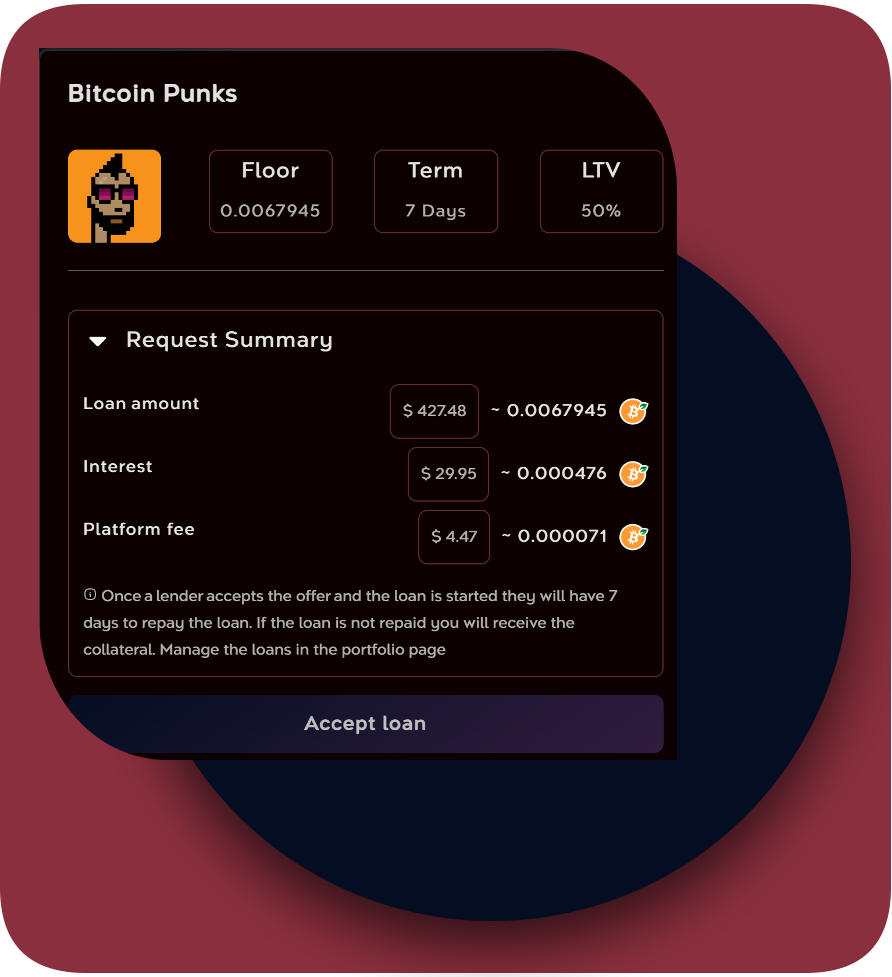 Bitcoin Punks
Floor
0.0067945
Term
7 Days
LTV
50%
Request Summary
Loan amount
$ 427.48
~ 0.0067945
Interest
$ 29.95
~ 0.000476
Platform fee
$ 4.47
~ 0.000071
Once a lender accepts the offer and the loan is started they will have 7
days to repay the loan. If the loan is not repaid you will receive the
collateral. Manage the loans in the portfolio page
Accept loan